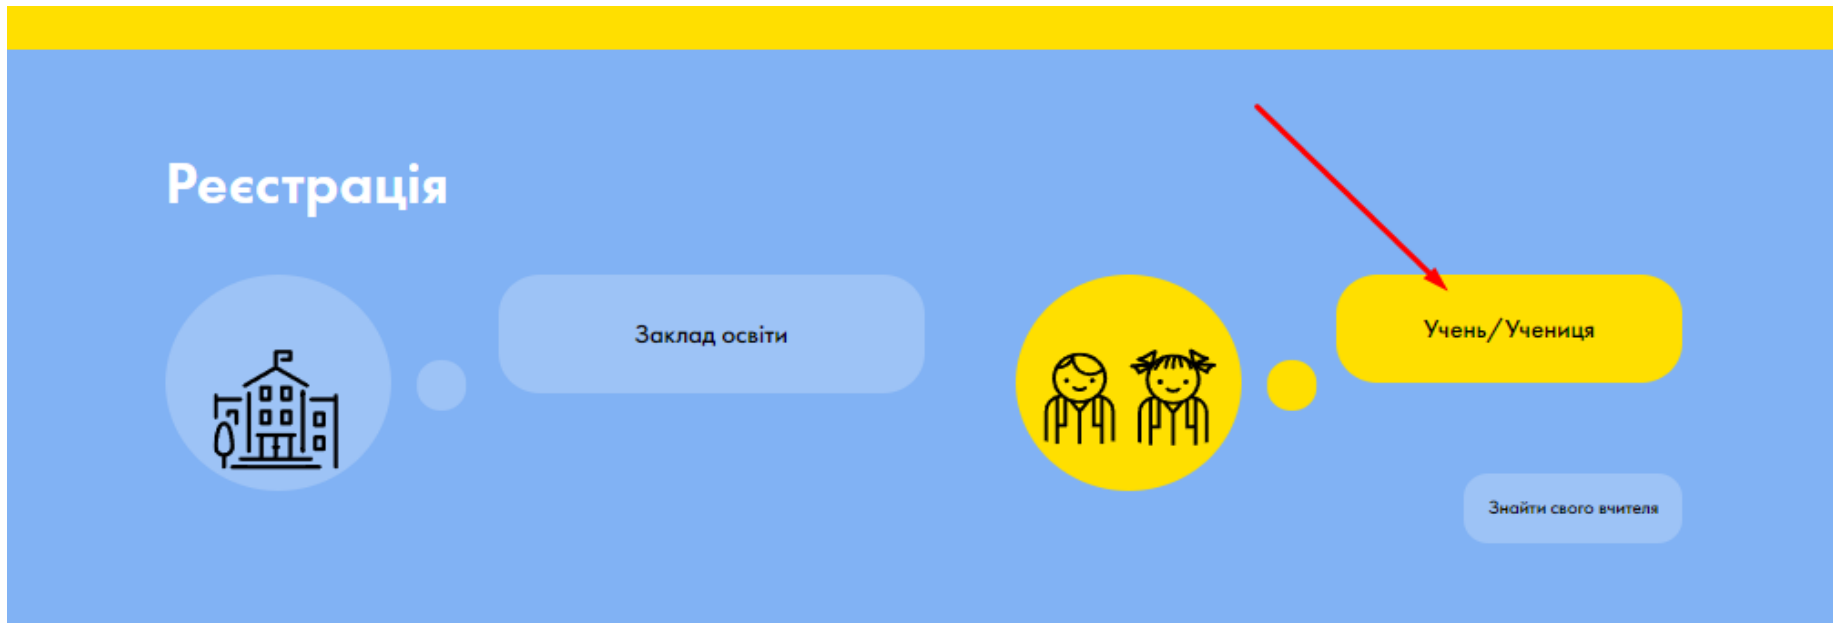 Реєстрація
Заклад освіти
Учень/Учениця
Знайти свого вчителя